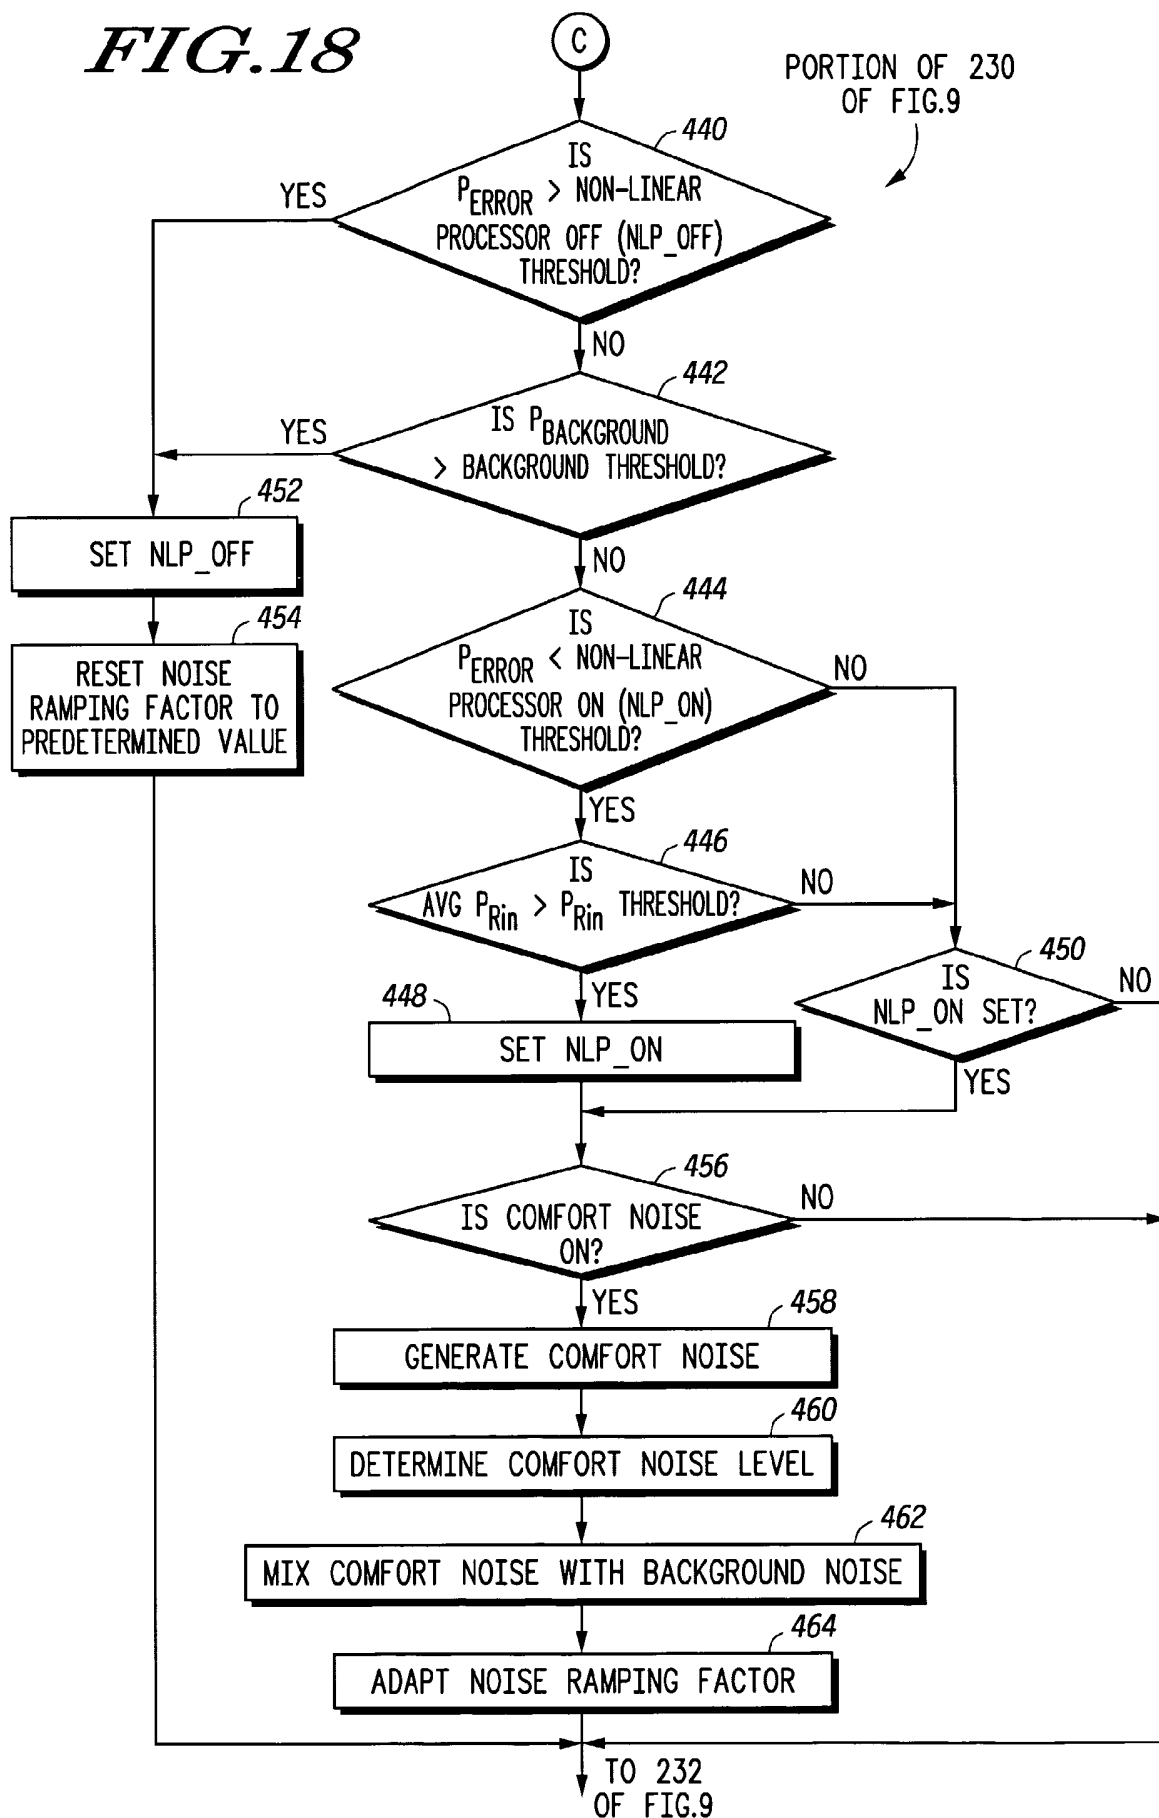 FIG.18
C
PORTION OF 230
OF FIG.9
440
IS
PERROR > NON-LINEAR
PROCESSOR OFF (NLP_OFF)
THRESHOLD?
YES
NO
442
IS PBACKGROUND
> BACKGROUND THRESHOLD?
YES
NO
452
SET NLP_OFF
454
RESET NOISE
RAMPING FACTOR TO
PREDETERMINED VALUE
444
IS
PERROR < NON-LINEAR
PROCESSOR ON (NLP_ON)
THRESHOLD?
NO
YES
446
IS
AVG PRin > PRin THRESHOLD?
NO
YES
450
IS
NLP_ON SET?
NO
YES
448
SET NLP_ON
456
IS COMFORT NOISE
ON?
NO
YES
458
GENERATE COMFORT NOISE
460
DETERMINE COMFORT NOISE LEVEL
462
MIX COMFORT NOISE WITH BACKGROUND NOISE
464
ADAPT NOISE RAMPING FACTOR
TO 232
OF FIG.9